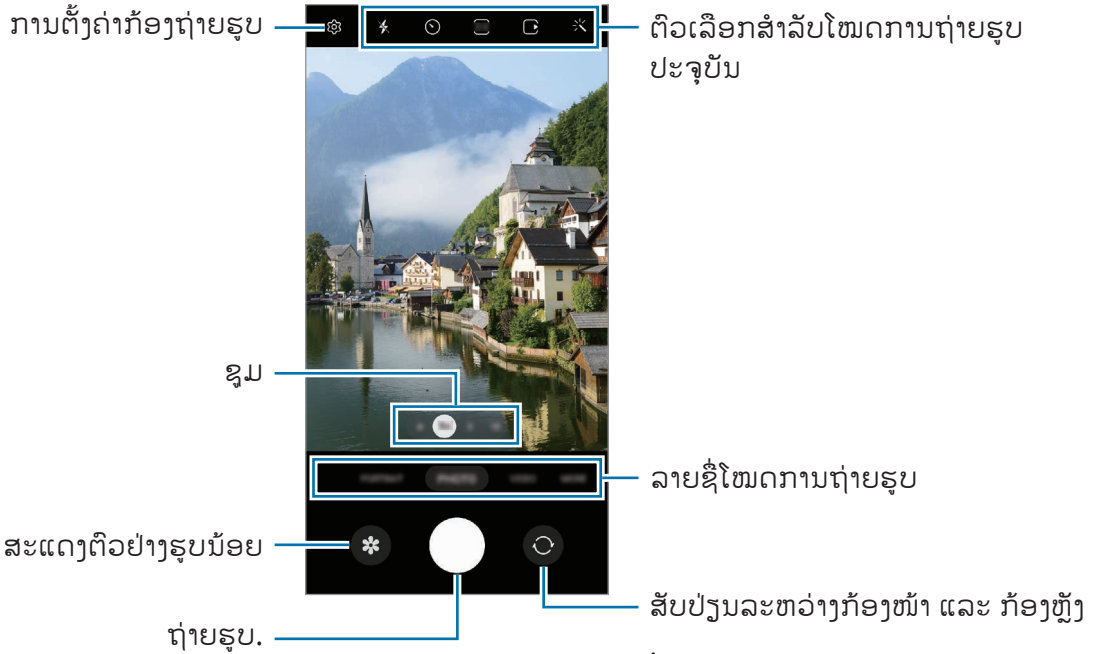 ການຕັ້ງຄ່າກ້ອງຖ່າຍຮູບ
ຕົວເລືອກສຳລັບໂໝດການຖ່າຍຮູບ
ປະຈຸບັນ
ຊູມ
ລາຍຊື່ໂໝດການຖ່າຍຮູບ
ສະແດງຕົວຢ່າງຮູບນ້ອຍ
ສັບປ່ຽນລະຫວ່າງກ້ອງໜ້າ ແລະ ກ້ອງຫຼັງ
ຖ່າຍຮູບ.